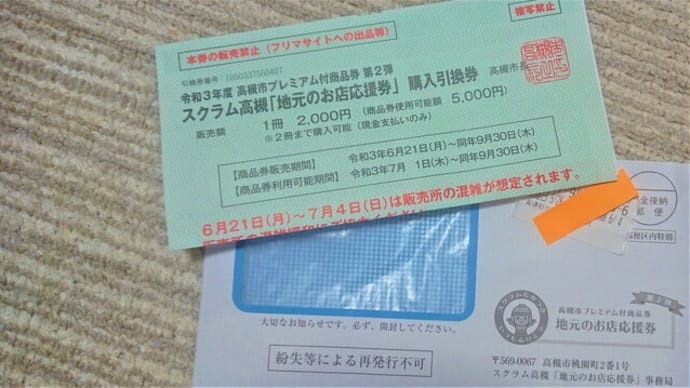 本券の販売禁止(フリマサイトへの出品等)
複写禁止
引換券番号:1050337560407
令和3年度 高槻市プレミアム付商品券 第2弾
スクラム高槻「地元のお店応援券」購入引換券
高槻市長
販売額 1冊 2,000円(商品券使用可能額 5,000円)
※2冊まで購入可能(現金支払いのみ)
【商品券販売期間】 令和3年6月21日(月)~同年9月30日(木)
【商品券利用可能期間】 令和3年7月 1日(木)~同年9月30日(木)
6月21日(月)~7月4日(日)は販売所の混雑が想定されます。
金後納
郵便
大切なお知らせです。必ず、開封してください。
紛失等による再発行不可
第2弾
高槻市プレミアム付商品券
地元のお店応援券
〒569-0067 高槻市桃園町2番1号
スクラム高槻「地元のお店応援券」事務局